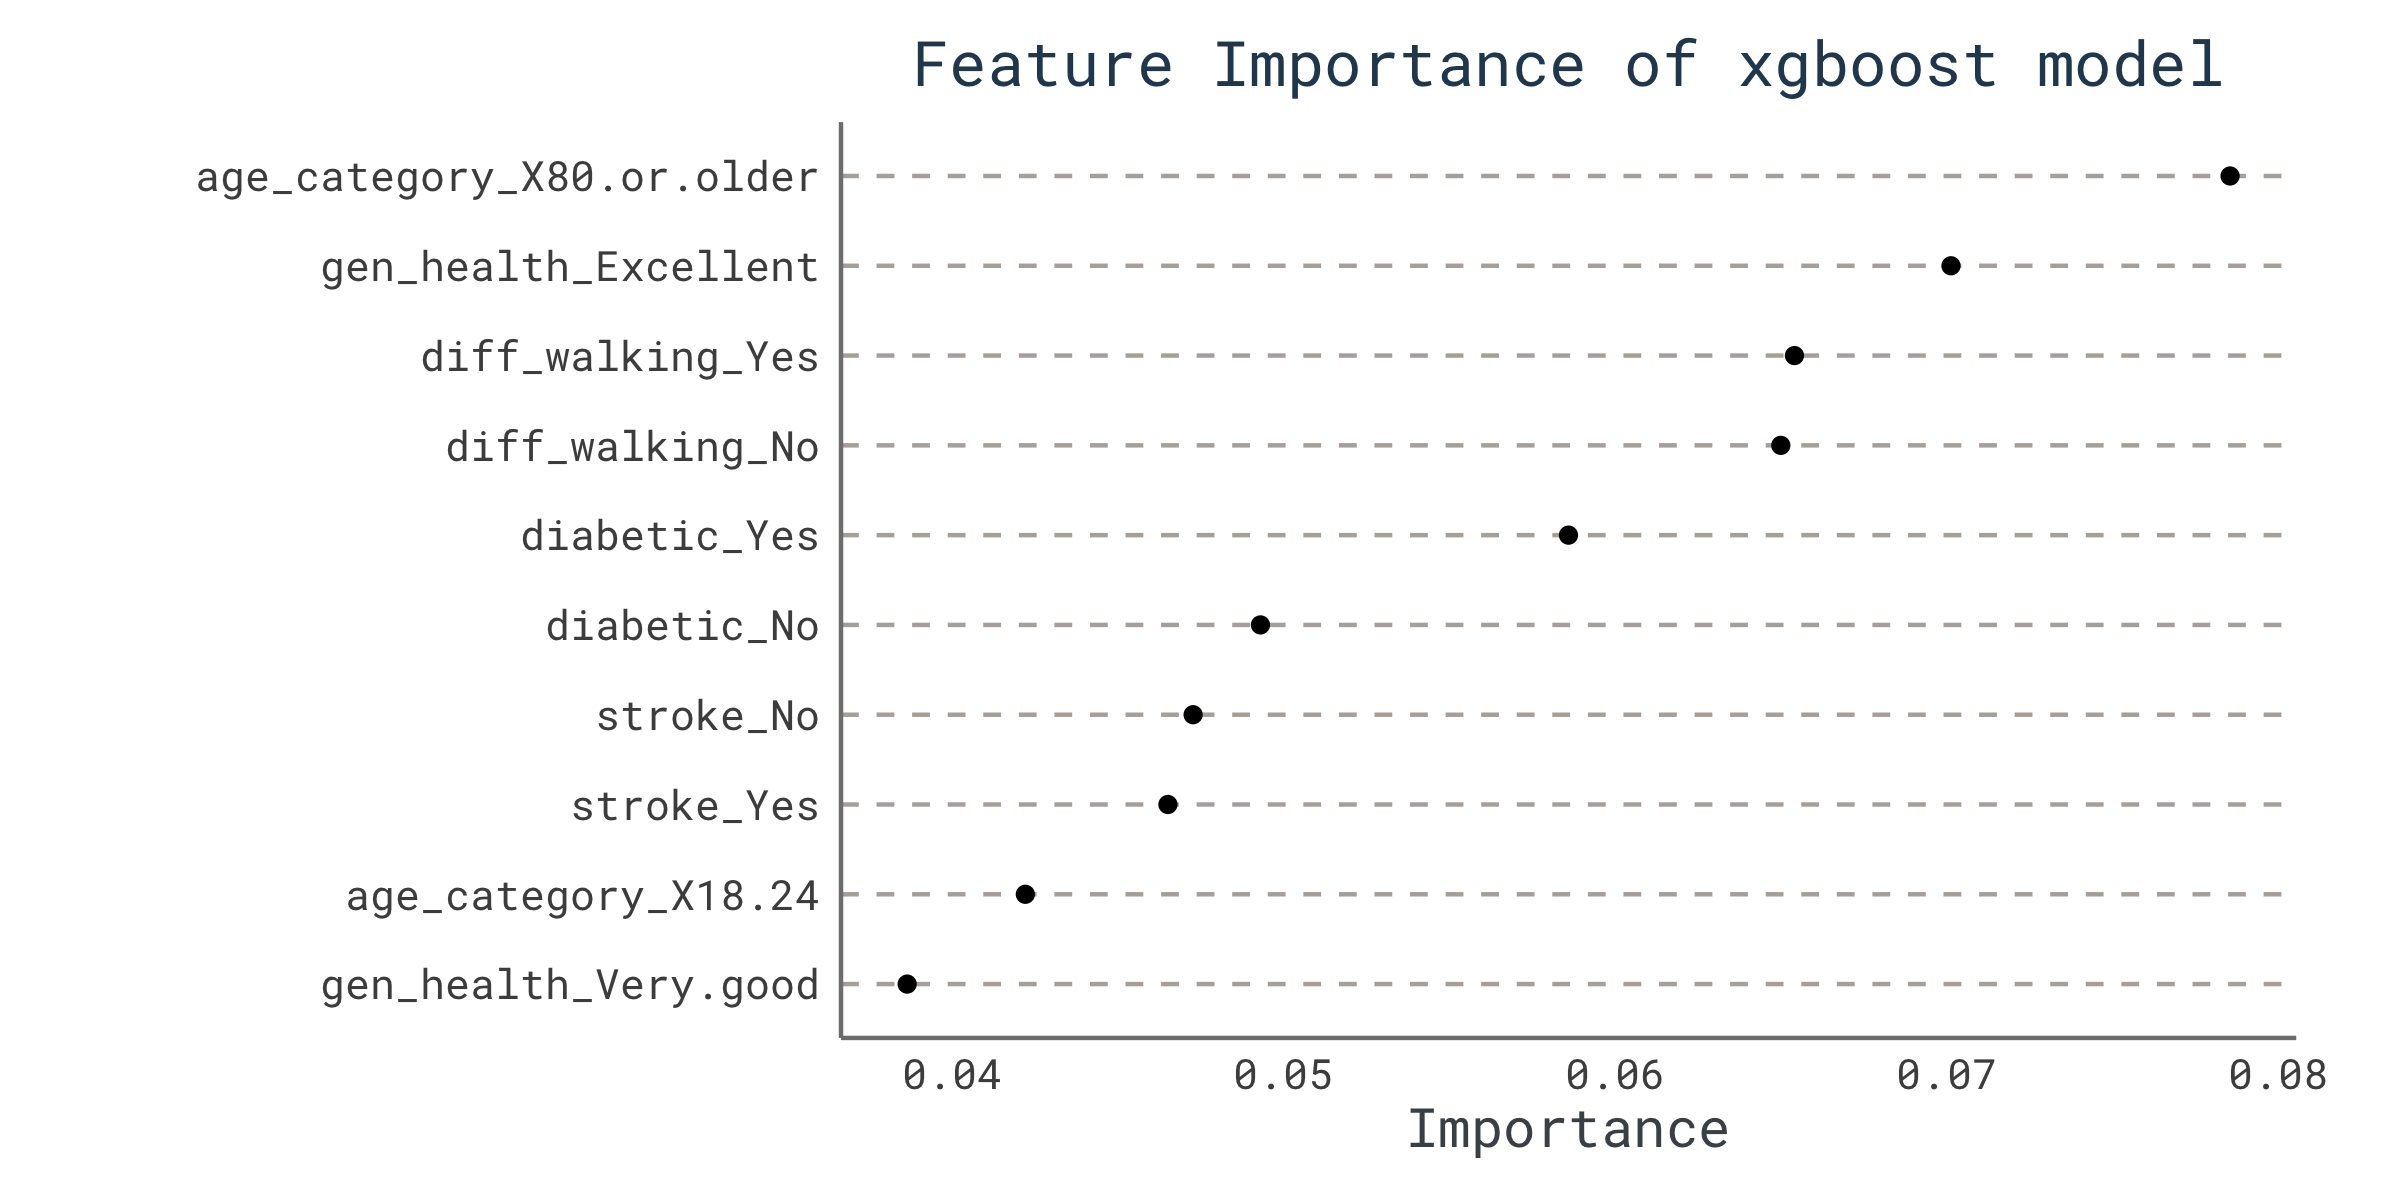 Feature Importance of xgboost model
age_category_X80.or.older
gen_health_Excellent
diff_walking_Yes
diff_walking_No
diabetic_Yes
diabetic_No
stroke_No
stroke_Yes
age_category_X18.24
gen_health_Very.good
0.04 0.05 0.06 0.07 0.08
Importance